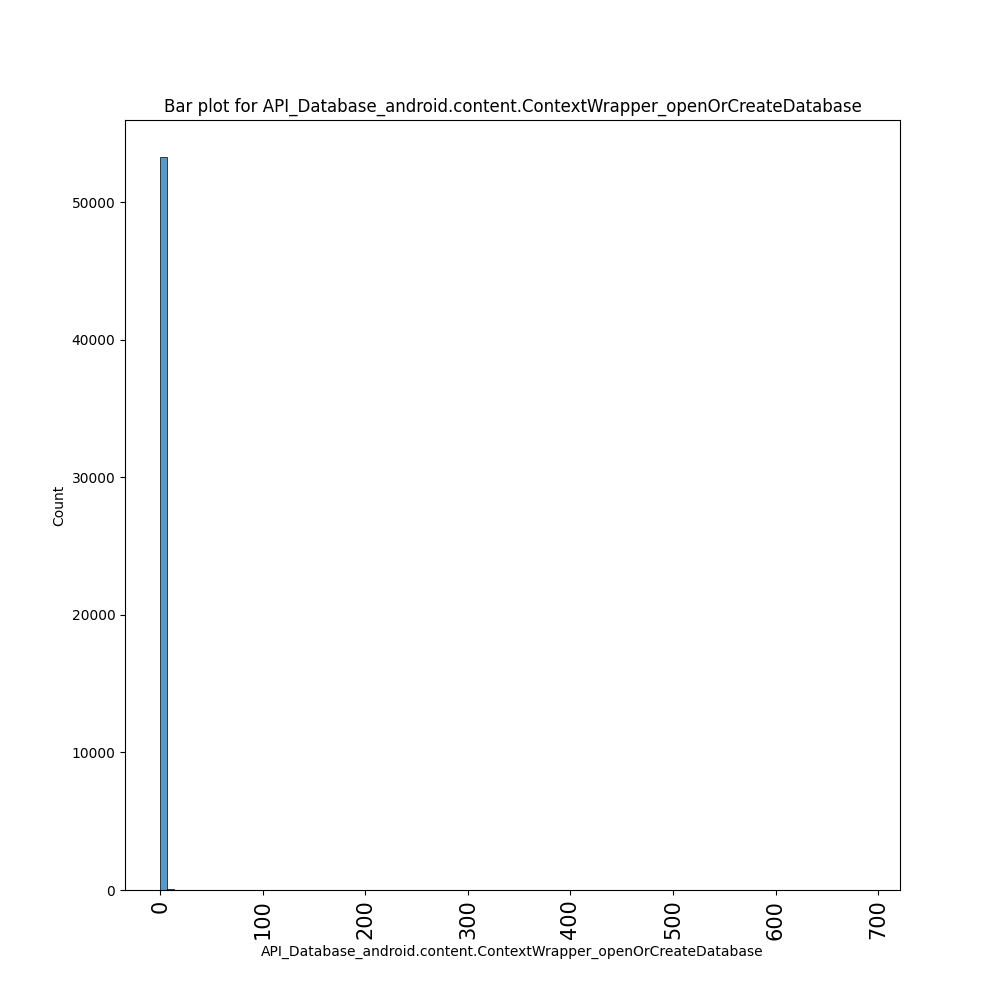 Bar plot for API_Database_android.content.ContextWrapper_openOrCreateDatabase
50000
40000
30000
20000
10000
0
Count
0 100 200 300 400 500 600 700
API_Database_android.content.ContextWrapper_openOrCreateDatabase